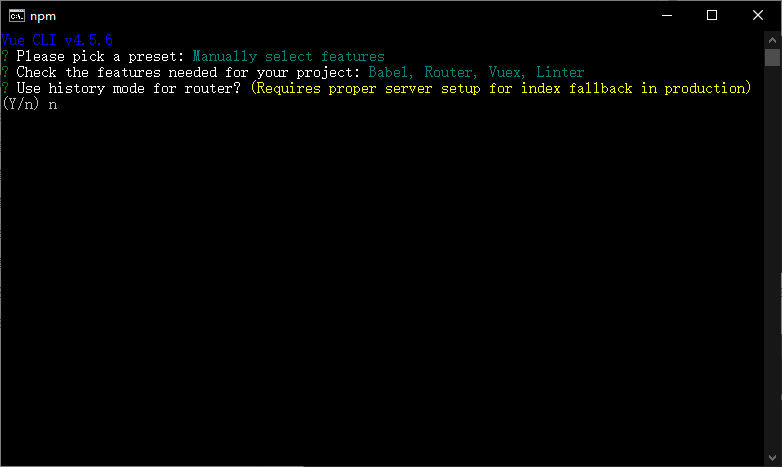 npm
Vue CLI v4.5.6
? Please pick a preset: Manually select features
? Check the features needed for your project: Babel, Router, Vuex, Linter
? Use history mode for router? (Requires proper server setup for index fallback in production)
(Y/n) n